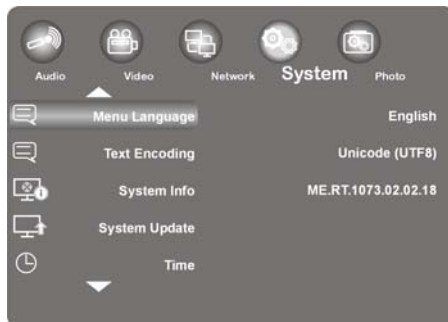 Audio Video Network System Photo
Menu Language English
Text Encoding Unicode (UTF8)
System Info ME.RT.1073.02.02.18
System Update
Time